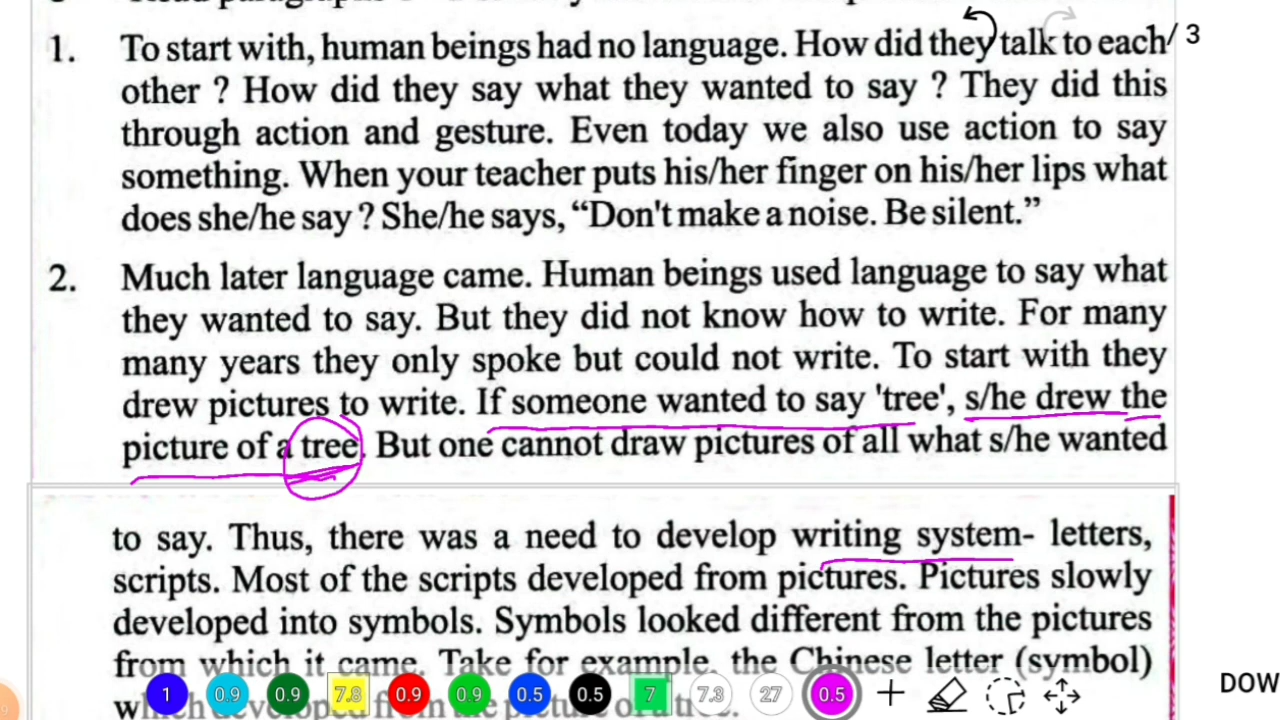 1. To start with, human beings had no language. How did they talk to each
1/3
other ? How did they say what they wanted to say ? They did this
through action and gesture. Even today we also use action to say
something. When your teacher puts his/her finger on his/her lips what
does she/he say ? She/he says, “Don't make a noise. Be silent.”
2. Much later language came. Human beings used language to say what
they wanted to say. But they did not know how to write. For many
many years they only spoke but could not write. To start with they
drew pictures to write. If someone wanted to say 'tree', s/he drew the
picture of a tree. But one cannot draw pictures of all what s/he wanted
to say. Thus, there was a need to develop writing system- letters,
scripts. Most of the scripts developed from pictures. Pictures slowly
developed into symbols. Symbols looked different from the pictures
from which it came. Take for example, the Chinese letter (symbol)
1 0.9 0.9 7.8 0.9 0.9 0.5 0.5 7 7.3 27 0.5
DOW